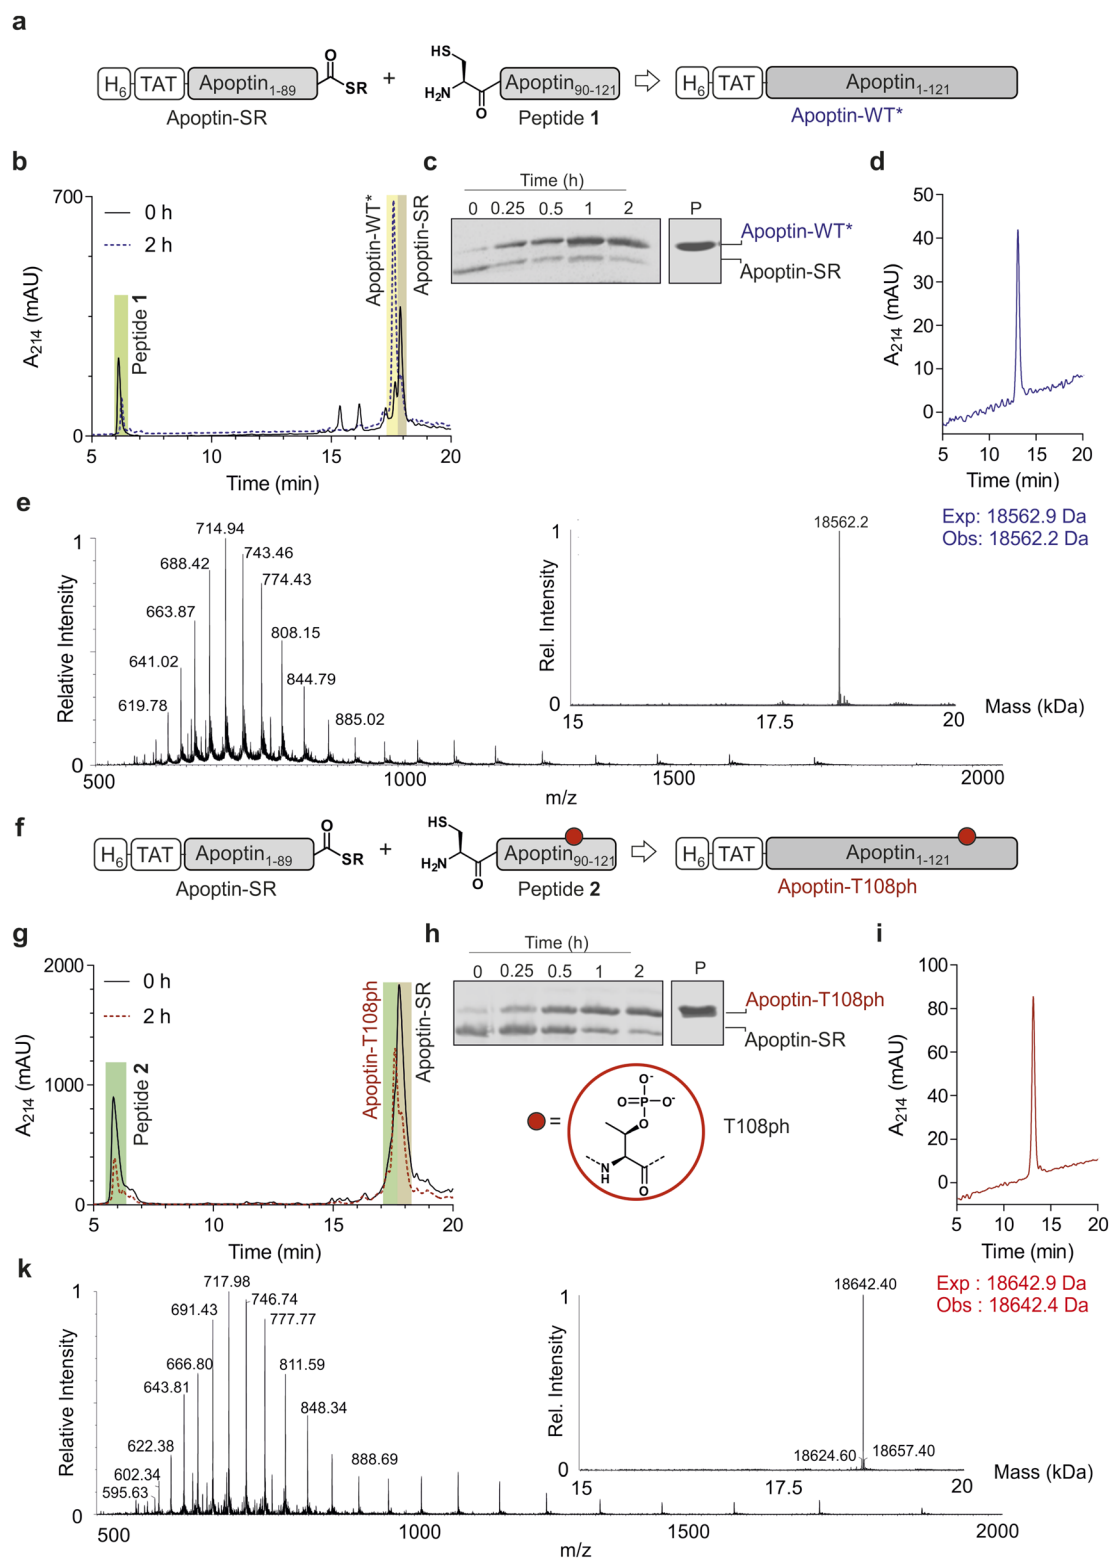 a
H6 TAT Apoptin1-89 O SR + HS H2N O Apoptin90-121 H6 TAT Apoptin1-121
Apoptin-SR Peptide 1 Apoptin-WT*
b
700
0
A214 (mAU)
0 h
2 h
Peptide 1
Apoptin-WT*
Apoptin-SR
5 10 15 20
Time (min)
c
Time (h)
0 0.25 0.5 1 2 P
Apoptin-WT*
Apoptin-SR
d
50
40
30
20
10
0
A214 (mAU)
5 10 15 20
Time (min)
e
Exp: 18562.9 Da
Obs: 18562.2 Da
1
0
Relative Intensity
714.94
743.46
688.42
774.43
663.87
808.15
641.02
844.79
619.78
885.02
500 1000 1500 2000
m/z
18562.2
1
0
Rel. Intensity
15 17.5 20
Mass (kDa)
f
H6 TAT Apoptin1-89 O SR + HS H2N O Apoptin90-121 H6 TAT Apoptin1-121
Apoptin-SR Peptide 2 Apoptin-T108ph
g
2000
1000
0
A214 (mAU)
0 h
2 h
Peptide 2
Apoptin-T108ph
Apoptin-SR
5 10 15 20
Time (min)
h
Time (h)
0 0.25 0.5 1 2 P
Apoptin-T108ph
Apoptin-SR
=
O-
O=P-O-
O
N
H
O
T108ph
i
100
80
60
40
20
0
A214 (mAU)
5 10 15 20
Time (min)
k
Exp : 18642.9 Da
Obs : 18642.4 Da
1
0
Relative Intensity
717.98
746.74
691.43
777.77
666.80
811.59
643.81
848.34
622.38
888.69
602.34
595.63
500 1000 1500 2000
m/z
18642.40
1
0
Rel. Intensity
18624.60
18657.40
15 17.5 20
Mass (kDa)